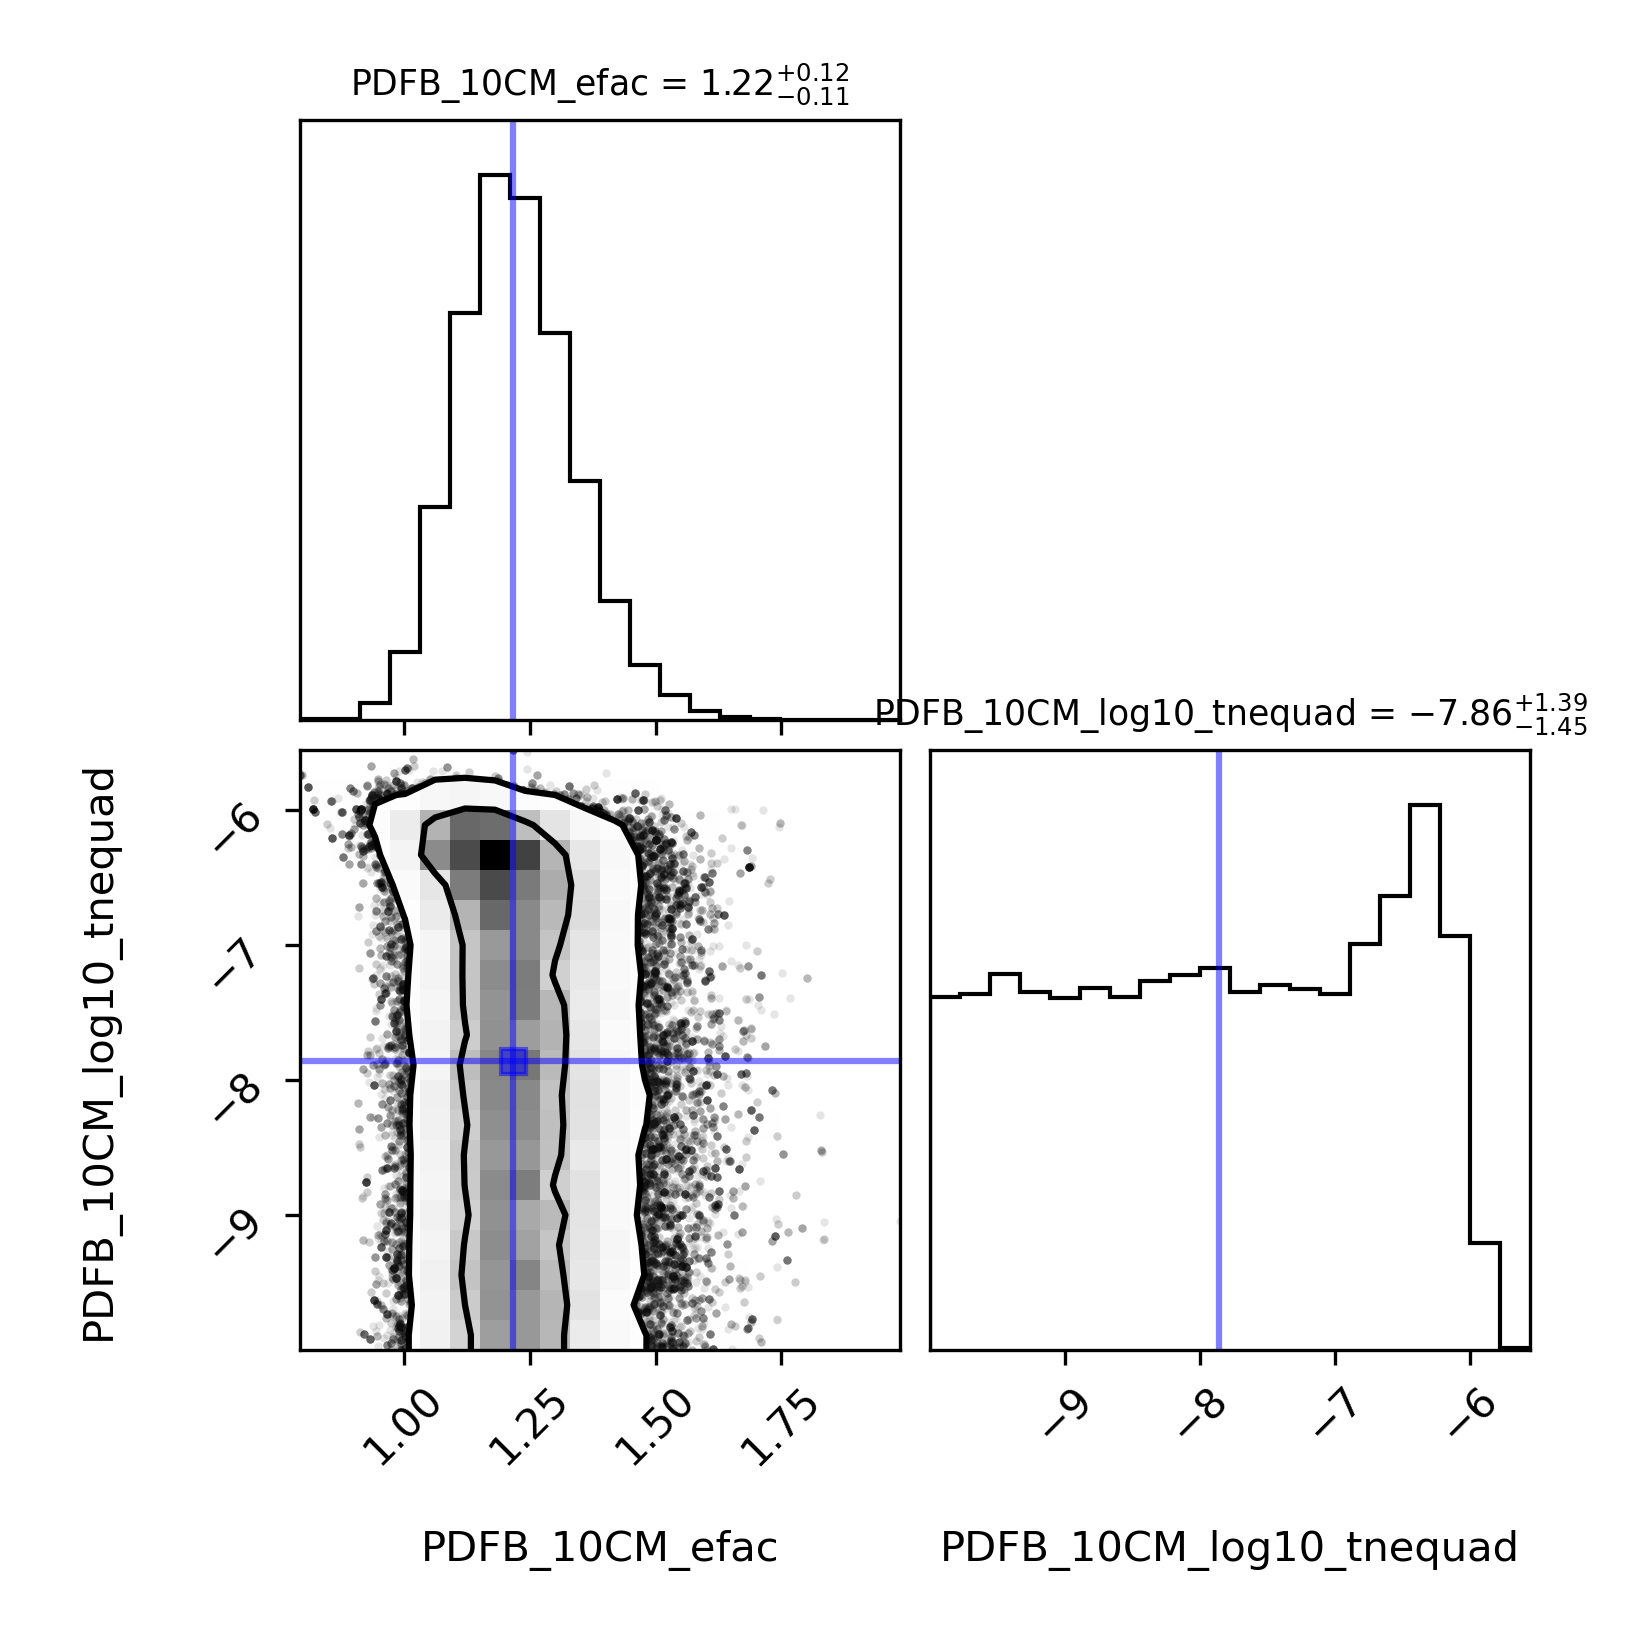 PDFB_10CM_efac = 1.22+0.12−0.11
PDFB_10CM_log10_tnequad = −7.86+1.39−1.45
PDFB_10CM_log10_tnequad
−6
−7
−8
−9
1.00 1.25 1.50 1.75
−9 −8 −7 −6
PDFB_10CM_efac
PDFB_10CM_log10_tnequad